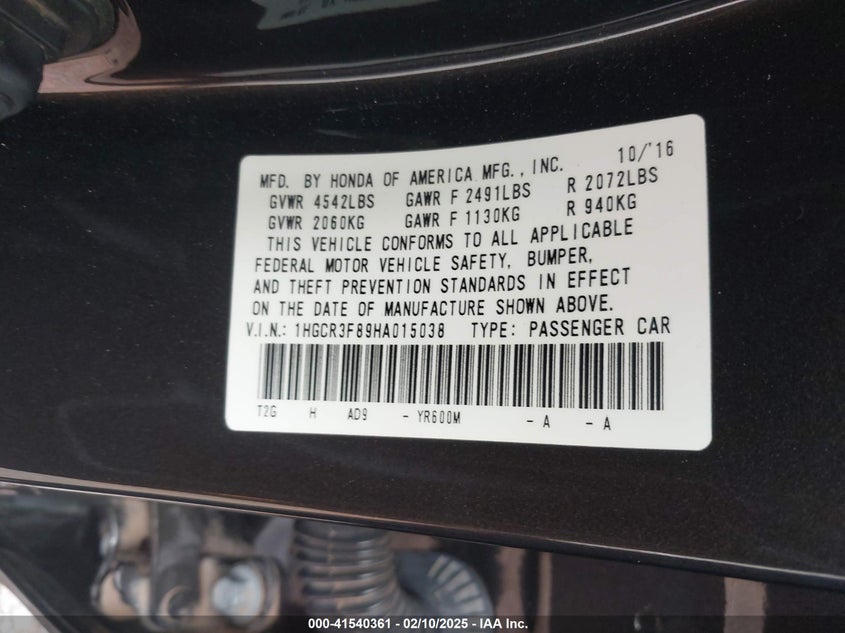 MFD. BY HONDA OF AMERICA MFG., INC. 10/'16
GVWR 4542LBS GAWR F 2491LBS R 2072LBS
GVWR 2060KG GAWR F 1130KG R 940KG
THIS VEHICLE CONFORMS TO ALL APPLICABLE
FEDERAL MOTOR VEHICLE SAFETY, BUMPER,
AND THEFT PREVENTION STANDARDS IN EFFECT
ON THE DATE OF MANUFACTURE SHOWN ABOVE.
V.I.N.: 1HGCR3F89HA015038 TYPE: PASSENGER CAR
T2G H AD9 - YR600M - A - A
000-41540361 - 02/10/2025 - IAA Inc.